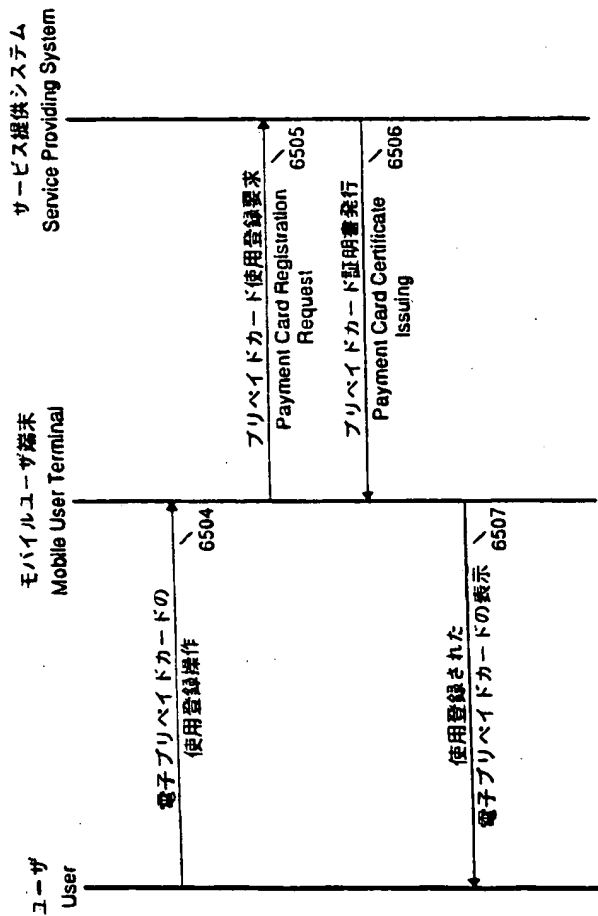 ユーザ
User
モバイルユーザ端末
Mobile User Terminal
サービス提供システム
Service Providing System
電子プリペイドカードの
使用登録操作
6504
プリペイドカード使用登録要求
6505
Payment Card Registration
Request
プリペイドカード証明書発行
6506
Payment Card Certificate
Issuing
使用登録された
6507
電子プリペイドカードの表示